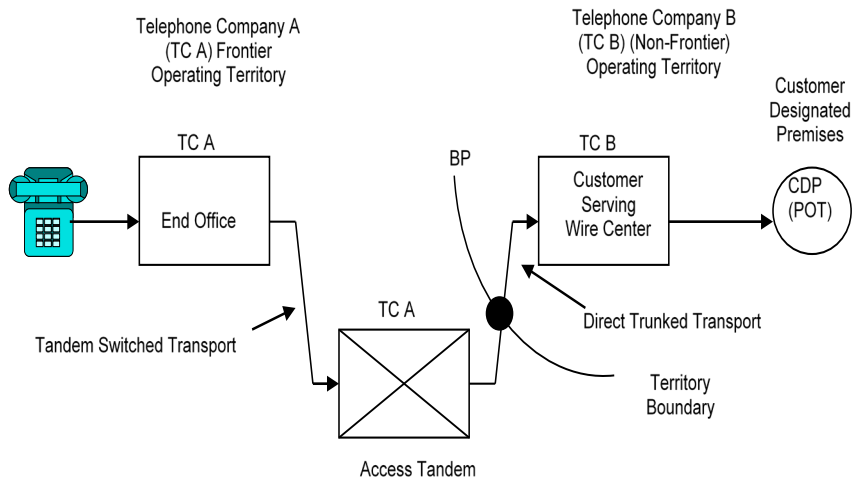 Telephone Company A
(TC A) Frontier
Operating Territory
Telephone Company B
(TC B) (Non-Frontier)
Operating Territory
Customer
Designated
Premises
TC A
End Office
BP
TC B
Customer
Serving
Wire Center
CDP
(POT)
Tandem Switched Transport
TC A
Direct Trunked Transport
Territory
Boundary
Access Tandem